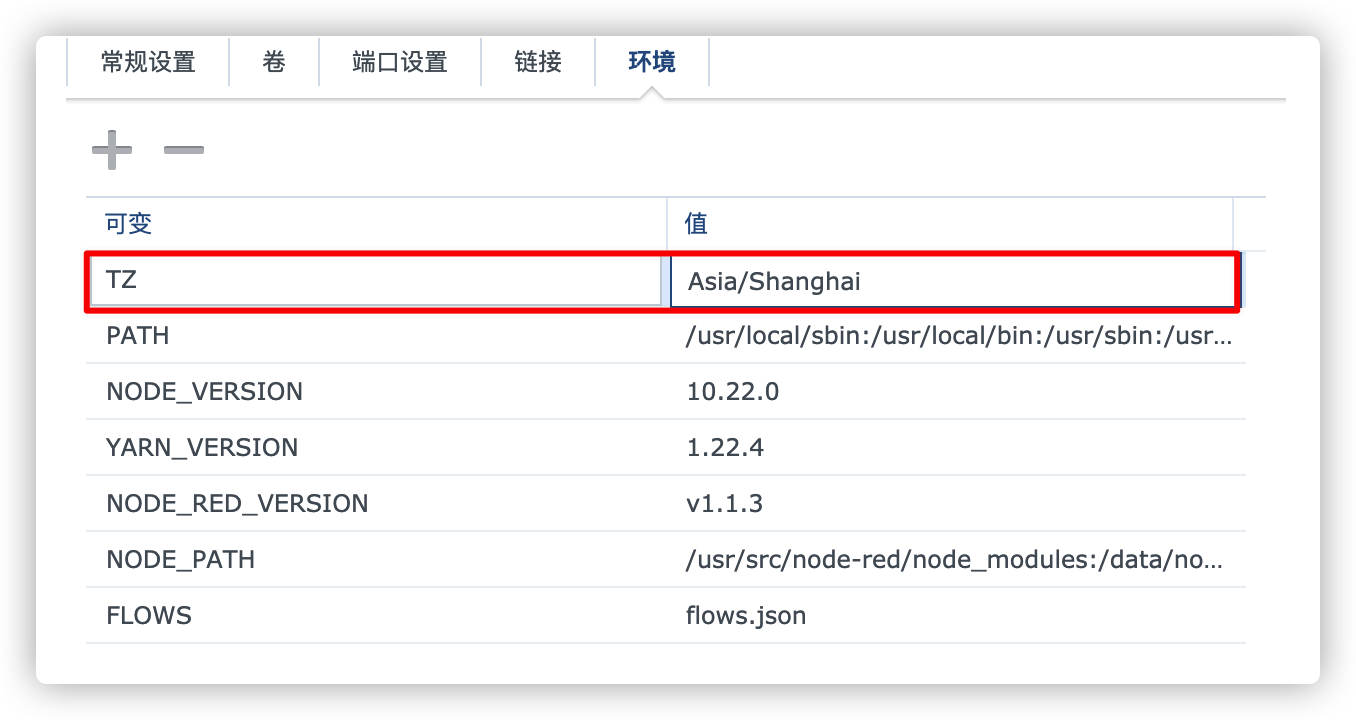 常规设置 卷 端口设置 链接 环境
可变 值
TZ Asia/Shanghai
PATH /usr/local/sbin:/usr/local/bin:/usr/sbin:/usr...
NODE_VERSION 10.22.0
YARN_VERSION 1.22.4
NODE_RED_VERSION v1.1.3
NODE_PATH /usr/src/node-red/node_modules:/data/no...
FLOWS flows.json